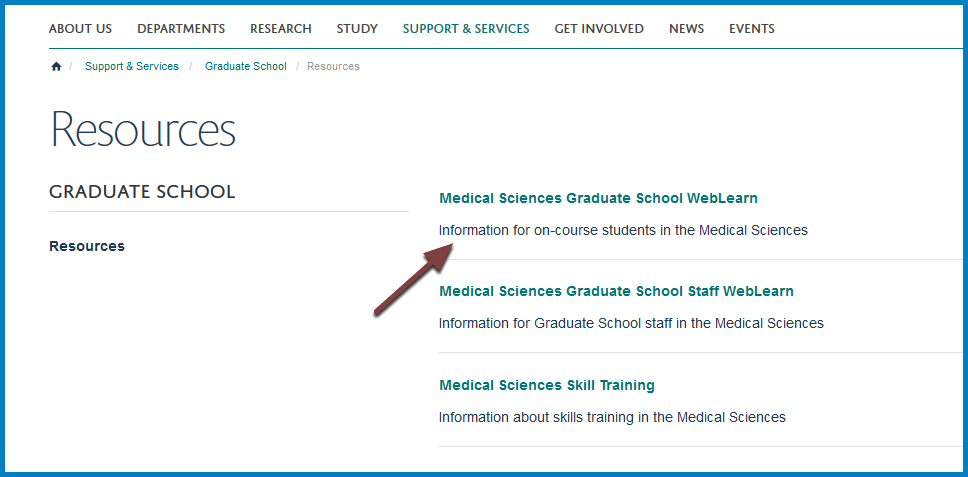 ABOUT US DEPARTMENTS RESEARCH STUDY SUPPORT & SERVICES GET INVOLVED NEWS EVENTS
/ Support & Services / Graduate School / Resources
Resources
GRADUATE SCHOOL
Resources
Medical Sciences Graduate School WebLearn
Information for on-course students in the Medical Sciences
Medical Sciences Graduate School Staff WebLearn
Information for Graduate School staff in the Medical Sciences
Medical Sciences Skill Training
Information about skills training in the Medical Sciences